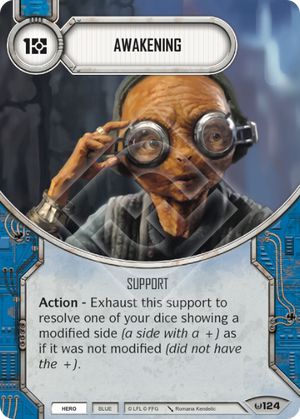 1
AWAKENING
SUPPORT
Action - Exhaust this support to
resolve one of your dice showing a
modified side (a side with a +) as
if it was not modified (did not have
the +).
HERO BLUE © LFL © FFG Romana Kendelic 124